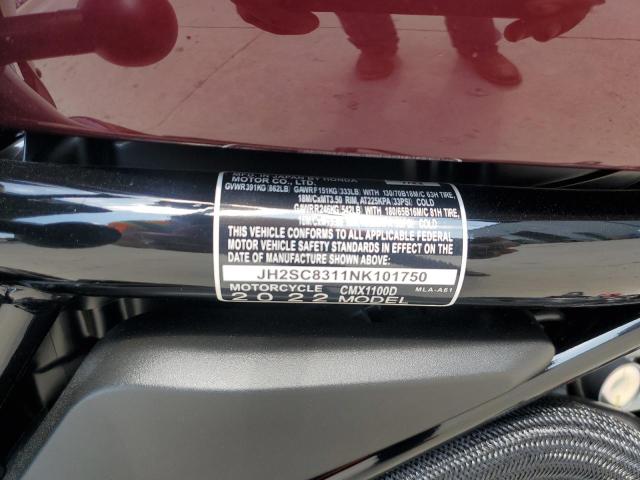 MFD. IN JAPAN BY HONDA
MOTOR CO., LTD.
GVWR391KG (862LB) GAWRF151KG (333LB) WITH 130/70B18M/C 63H TIRE,
18M/CxMT3.50 RIM, AT225KPA (33PSI) COLD
WITH 180/65B16M/C 81H TIRE,
COLD
THIS VEHICLE CONFORMS TO ALL APPLICABLE FEDERAL
MOTOR VEHICLE SAFETY STANDARDS IN EFFECT ON THE
DATE OF MANUFACTURE SHOWN ABOVE.
JH2SC8311NK101750
MOTORCYCLE CMX1100D MLA-A61
2022 MODEL